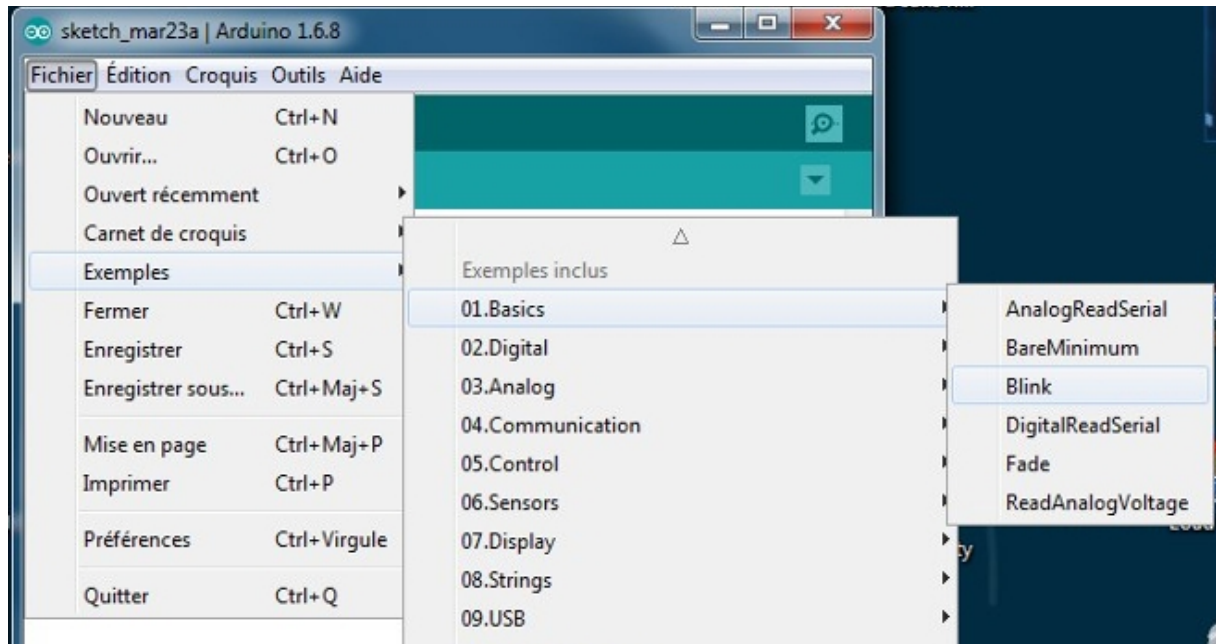 sketch_mar23a | Arduino 1.6.8
Fichier Édition Croquis Outils Aide
Nouveau Ctrl+N
Ouvrir... Ctrl+O
Ouvert récemment
Carnet de croquis
Exemples
Fermer Ctrl+W
Enregistrer Ctrl+S
Enregistrer sous... Ctrl+Maj+S
Mise en page Ctrl+Maj+P
Imprimer Ctrl+P
Préférences Ctrl+Virgule
Quitter Ctrl+Q
Exemples inclus
01.Basics
02.Digital
03.Analog
04.Communication
05.Control
06.Sensors
07.Display
08.Strings
09.USB
AnalogReadSerial
BareMinimum
Blink
DigitalReadSerial
Fade
ReadAnalogVoltage
ty